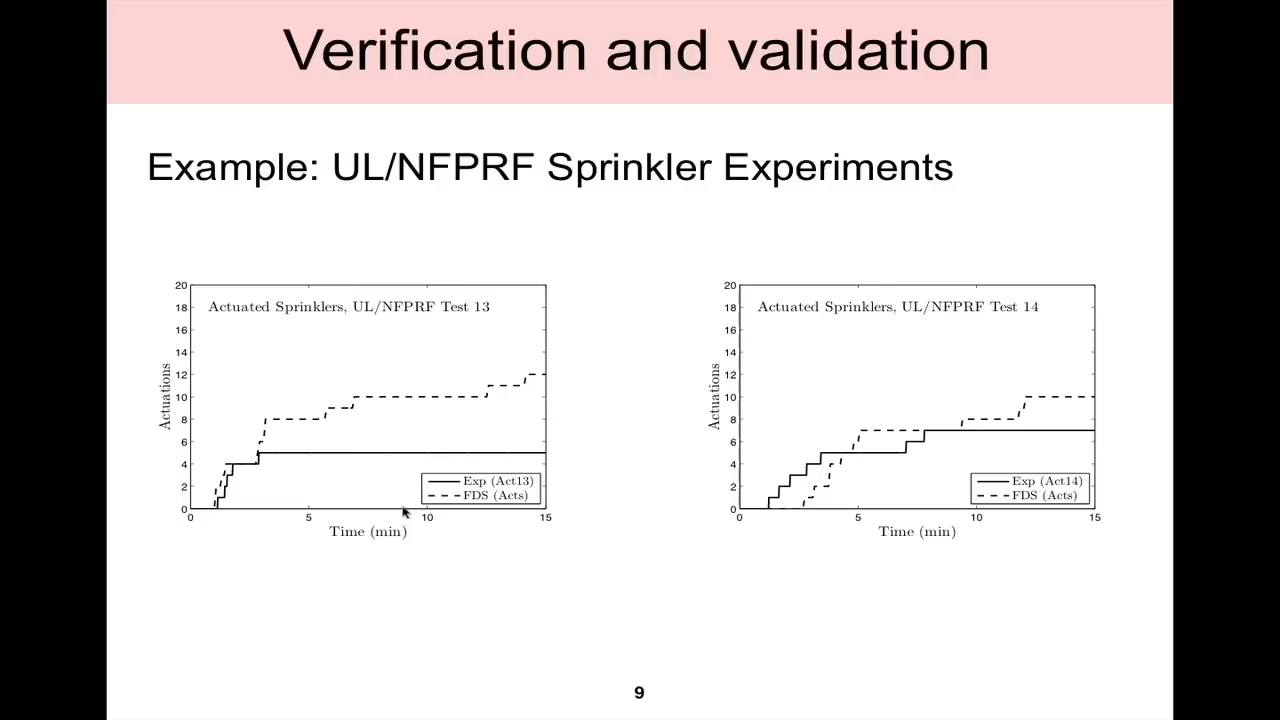 Verification and validation
Example: UL/NFPRF Sprinkler Experiments
Actuated Sprinklers, UL/NFPRF Test 13
Actuations
20
18
16
14
12
10
8
6
4
2
0
0 5 10 15
Time (min)
Exp (Act13)
FDS (Acts)
Actuated Sprinklers, UL/NFPRF Test 14
Actuations
20
18
16
14
12
10
8
6
4
2
0
0 5 10 15
Time (min)
Exp (Act14)
FDS (Acts)
9